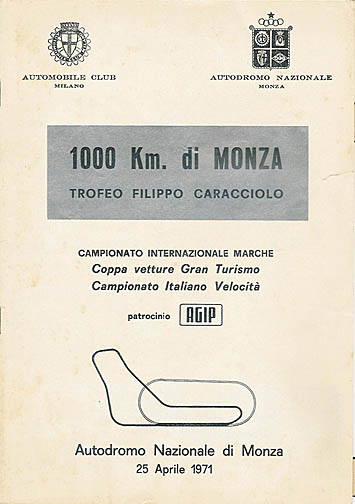 AUTOMOBILE CLUB
MILANO
AUTODROMO NAZIONALE
MONZA
1000 Km. di MONZA
TROFEO FILIPPO CARACCIOLO
CAMPIONATO INTERNAZIONALE MARCHE
Coppa vetture Gran Turismo
Campionato Italiano Velocità
patrocinio AGIP
Autodromo Nazionale di Monza
25 Aprile 1971